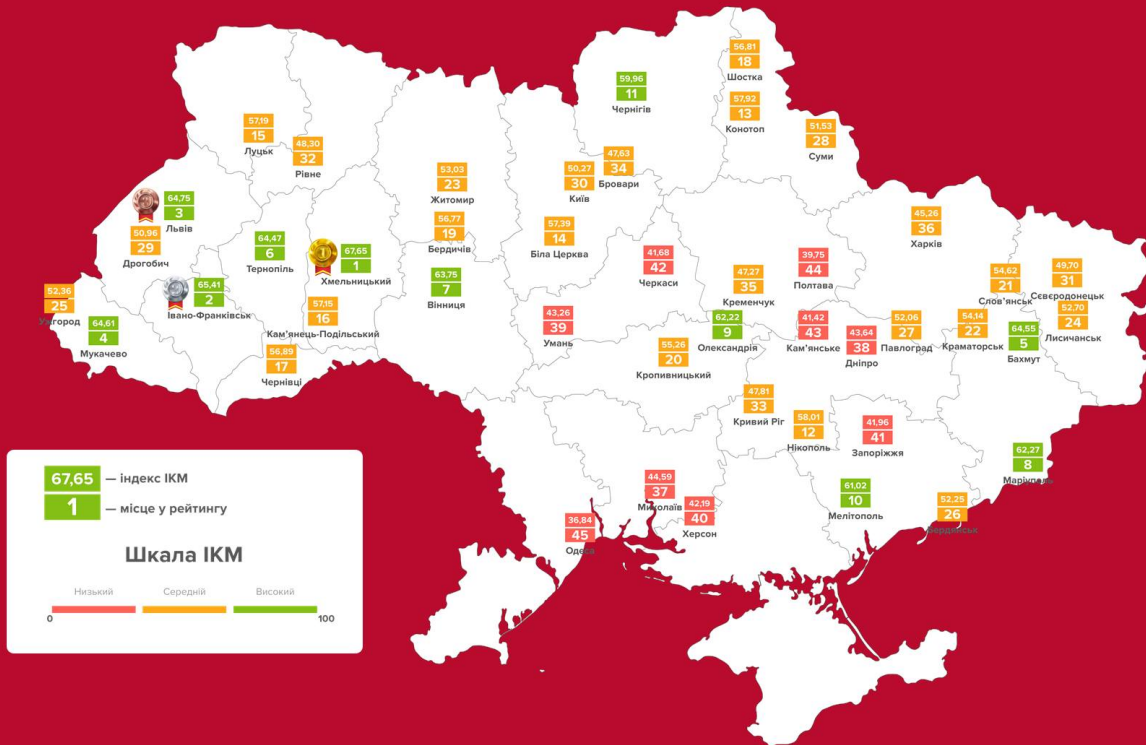 56,81
18
Шостка
59,96
11
Чернігів
57,92
13
Конотоп
51,53
28
Суми
57,19
15
Луцьк
48,30
32
Рівне
47,63
34
Бровари
53,03
23
Житомир
50,27
30
Київ
64,75
3
Львів
50,96
29
Дрогобич
64,47
6
Тернопіль
1
67,65
1
Хмельницький
56,77
19
Бердичів
57,39
14
Біла Церква
45,26
36
Харків
41,68
42
Черкаси
39,75
44
Полтава
63,75
7
Вінниця
47,27
35
Кременчук
54,62
21
Слов'янськ
49,70
31
Сєвєродонецьк
65,41
2
Івано-Франківськ
52,36
25
Ужгород
64,61
4
Мукачево
57,15
16
Кам'янець-Подільський
56,89
17
Чернівці
43,26
39
Умань
62,22
9
Олександрія
41,42
43
Кам'янське
43,64
38
Дніпро
52,06
27
Павлоград
54,14
22
Краматорськ
64,55
5
Бахмут
52,70
24
Лисичанськ
55,26
20
Кропивницький
47,81
33
Кривий Ріг
58,01
12
Нікополь
41,96
41
Запоріжжя
62,27
8
Маріуполь
44,59
37
Миколаїв
42,19
40
Херсон
61,02
10
Мелітополь
52,25
26
Бердянськ
36,84
45
Одеса
67,65 — індекс ІКМ
1 — місце у рейтингу
Шкала ІКМ
Низький Середній Високий
0 100